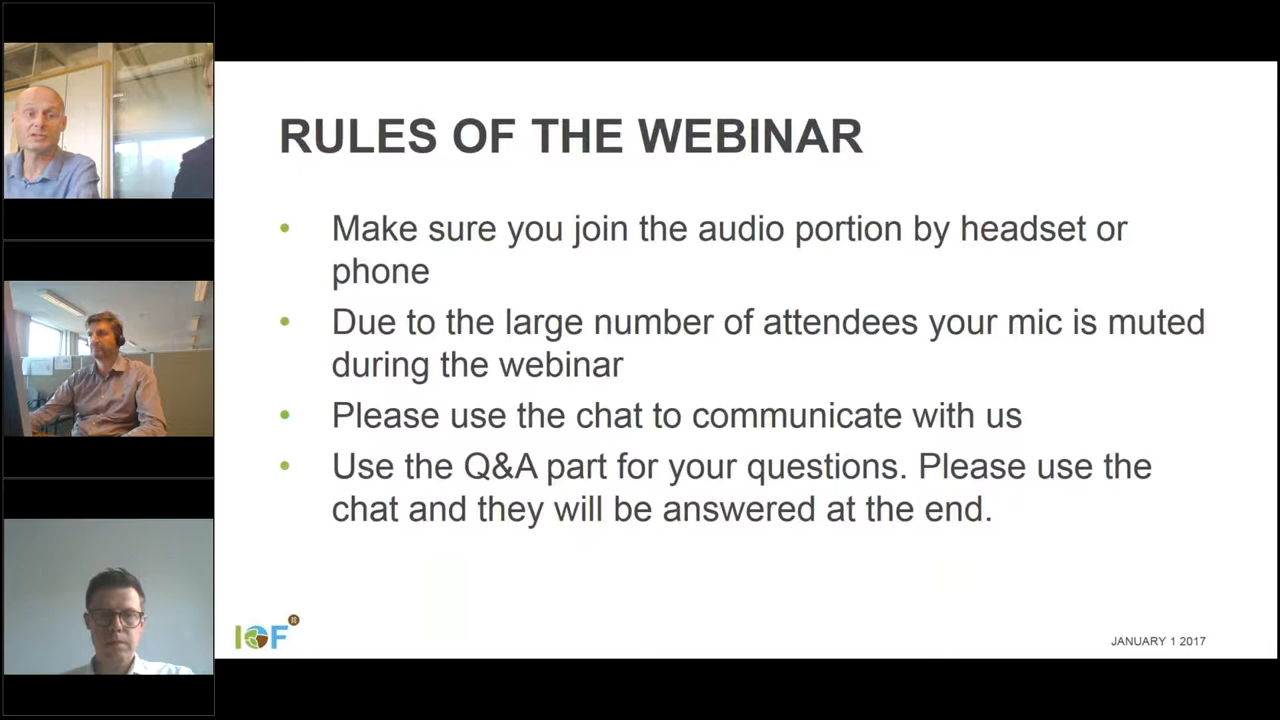 RULES OF THE WEBINAR
• Make sure you join the audio portion by headset or
phone
• Due to the large number of attendees your mic is muted
during the webinar
• Please use the chat to communicate with us
• Use the Q&A part for your questions. Please use the
chat and they will be answered at the end.
IOF
JANUARY 1 2017